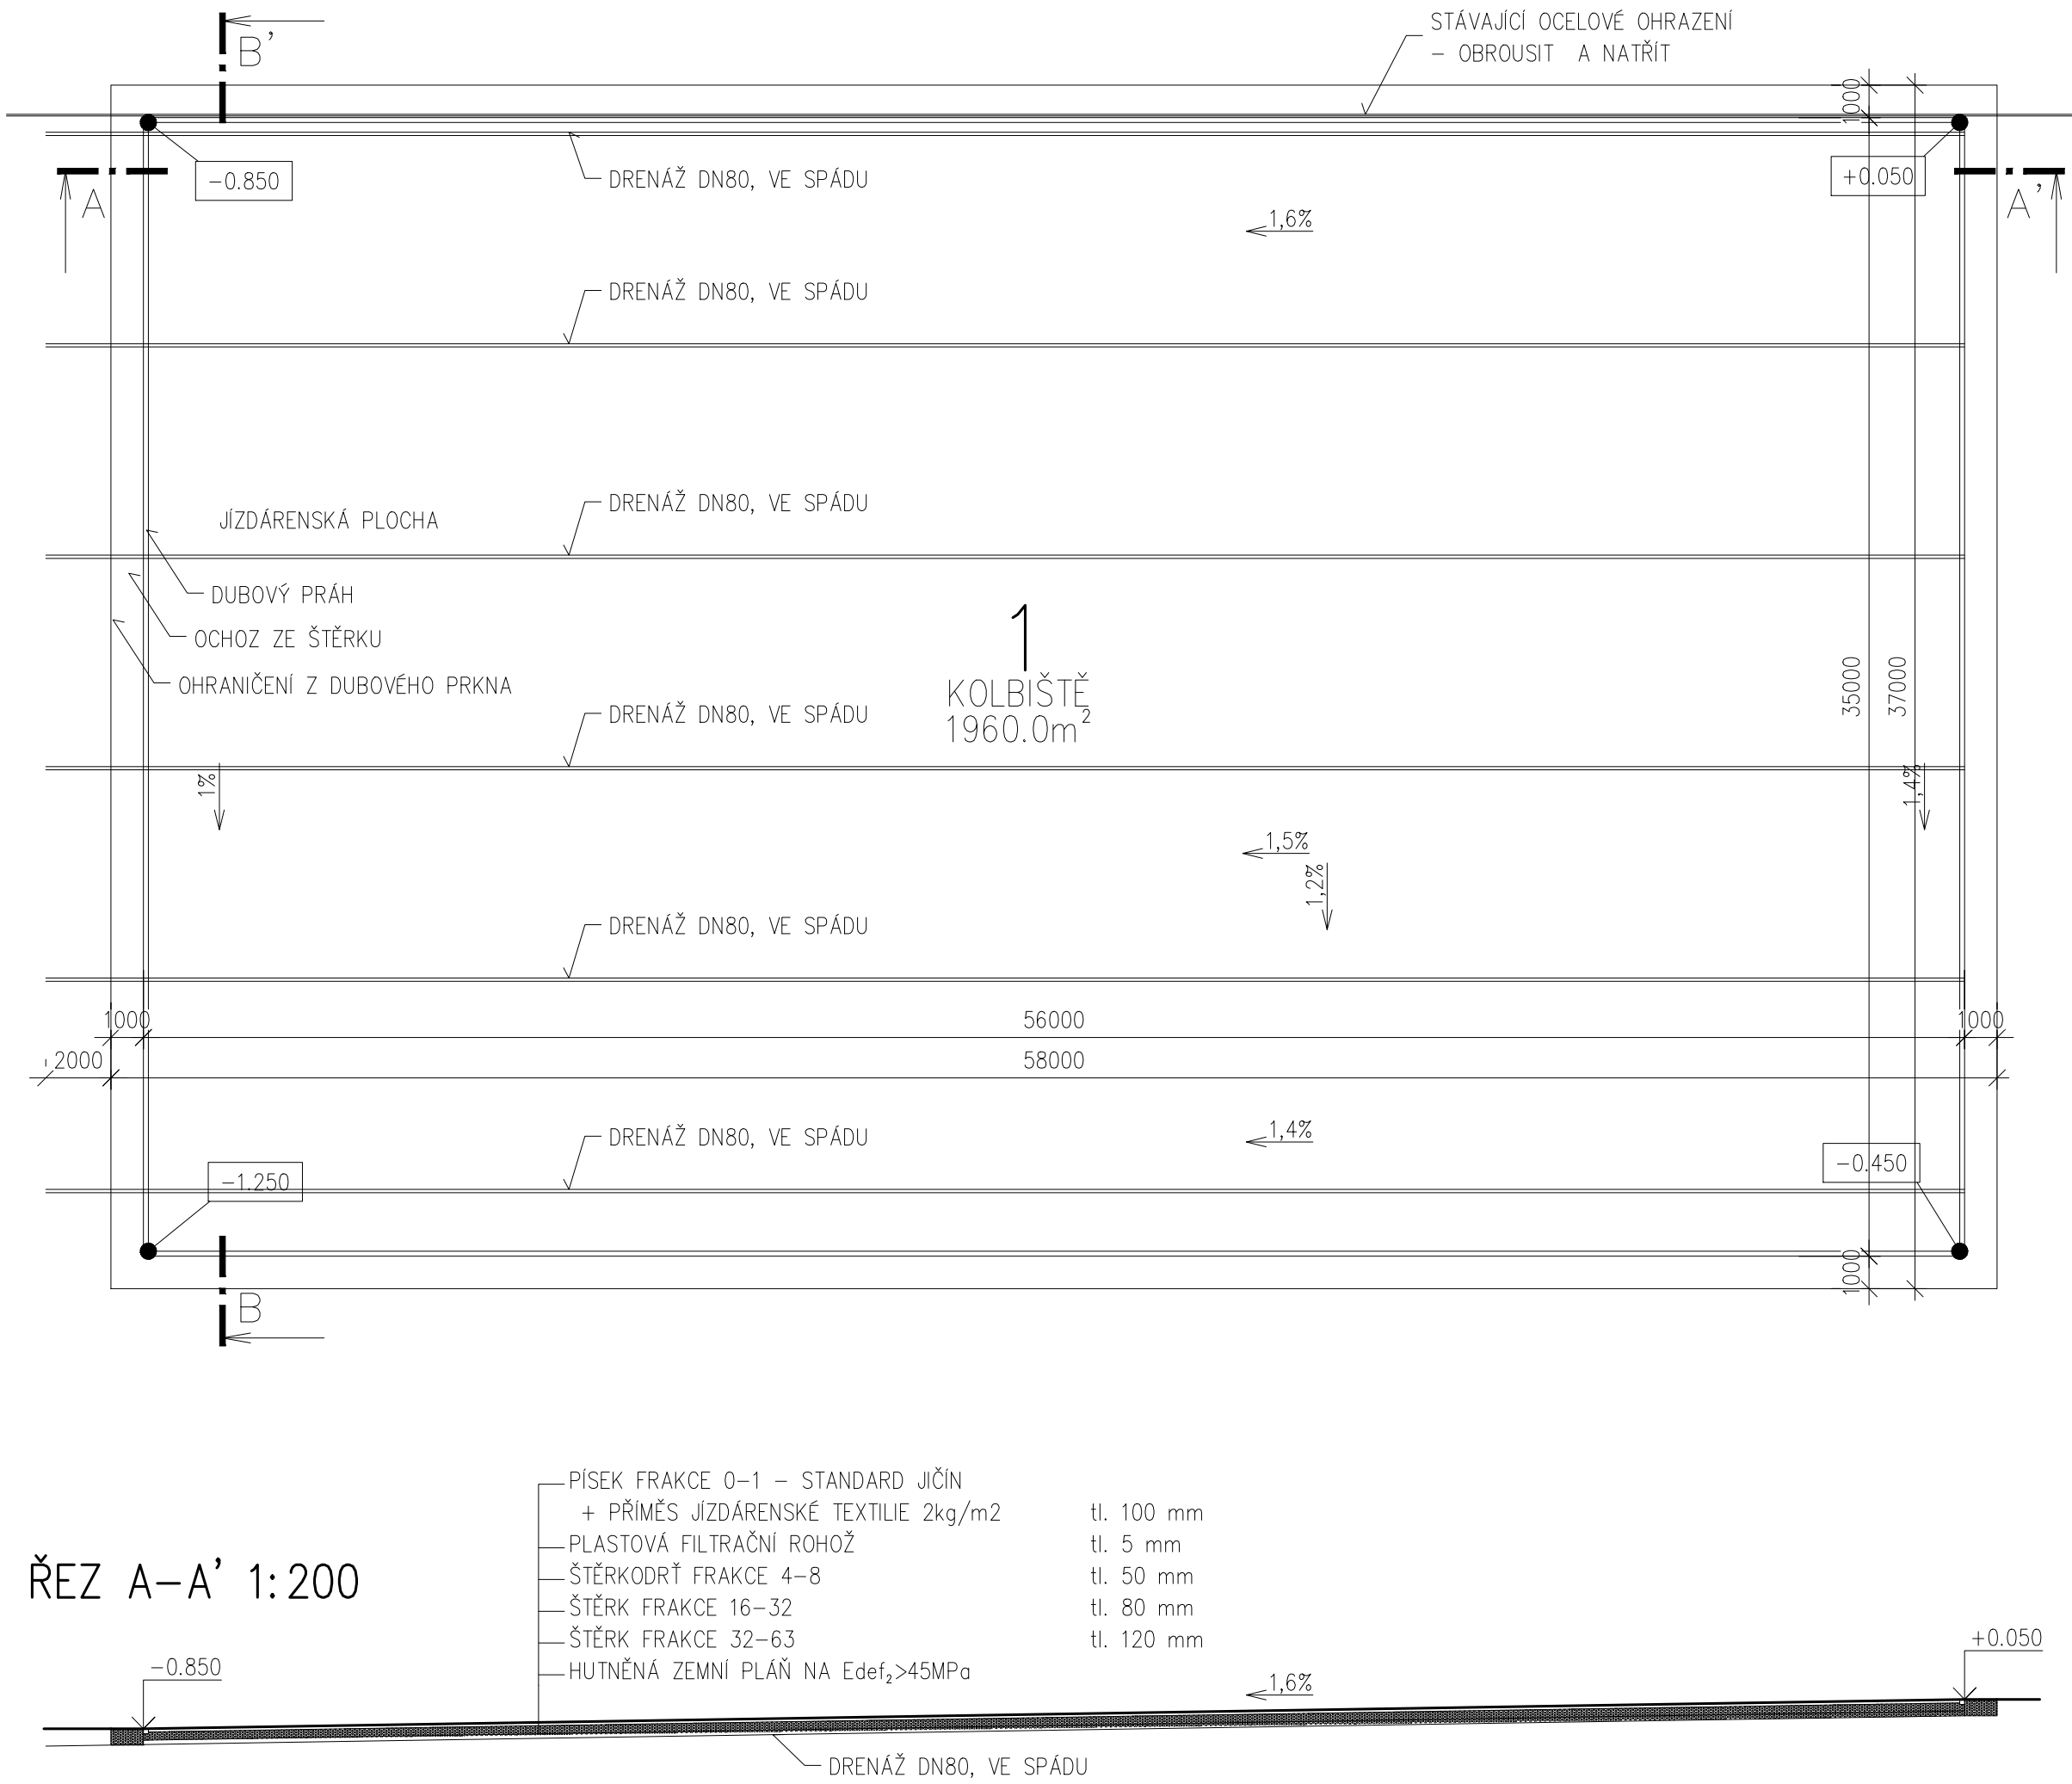 STÁVAJÍCÍ OCELOVÉ OHRAZENÍ
- OBROUSIT A NATŘÍT
B'
1000
-0.850
DRENÁŽ DN80, VE SPÁDU
+0.050
A
A'
1,6%
DRENÁŽ DN80, VE SPÁDU
DRENÁŽ DN80, VE SPÁDU
JÍZDÁRENSKÁ PLOCHA
DUBOVÝ PRÁH
OCHOZ ZE ŠTĚRKU
OHRANIČENÍ Z DUBOVÉHO PRKNA
1
KOLBIŠTĚ
1960.0m²
35000
37000
DRENÁŽ DN80, VE SPÁDU
1%
1,4%
1,5%
1,2%
DRENÁŽ DN80, VE SPÁDU
1000
56000
1000
2000
58000
DRENÁŽ DN80, VE SPÁDU
1,4%
-1.250
-0.450
1000
B
PÍSEK FRAKCE 0-1 - STANDARD JIČÍN
+ PŘÍMĚS JÍZDÁRENSKÉ TEXTILIE 2kg/m2 tl. 100 mm
PLASTOVÁ FILTRAČNÍ ROHOŽ tl. 5 mm
ŠTĚRKODRŤ FRAKCE 4-8 tl. 50 mm
ŠTĚRK FRAKCE 16-32 tl. 80 mm
ŠTĚRK FRAKCE 32-63 tl. 120 mm
HUTNĚNÁ ZEMNÍ PLÁŇ NA Edef₂>45MPa
ŘEZ A-A' 1:200
-0.850
1,6%
+0.050
DRENÁŽ DN80, VE SPÁDU